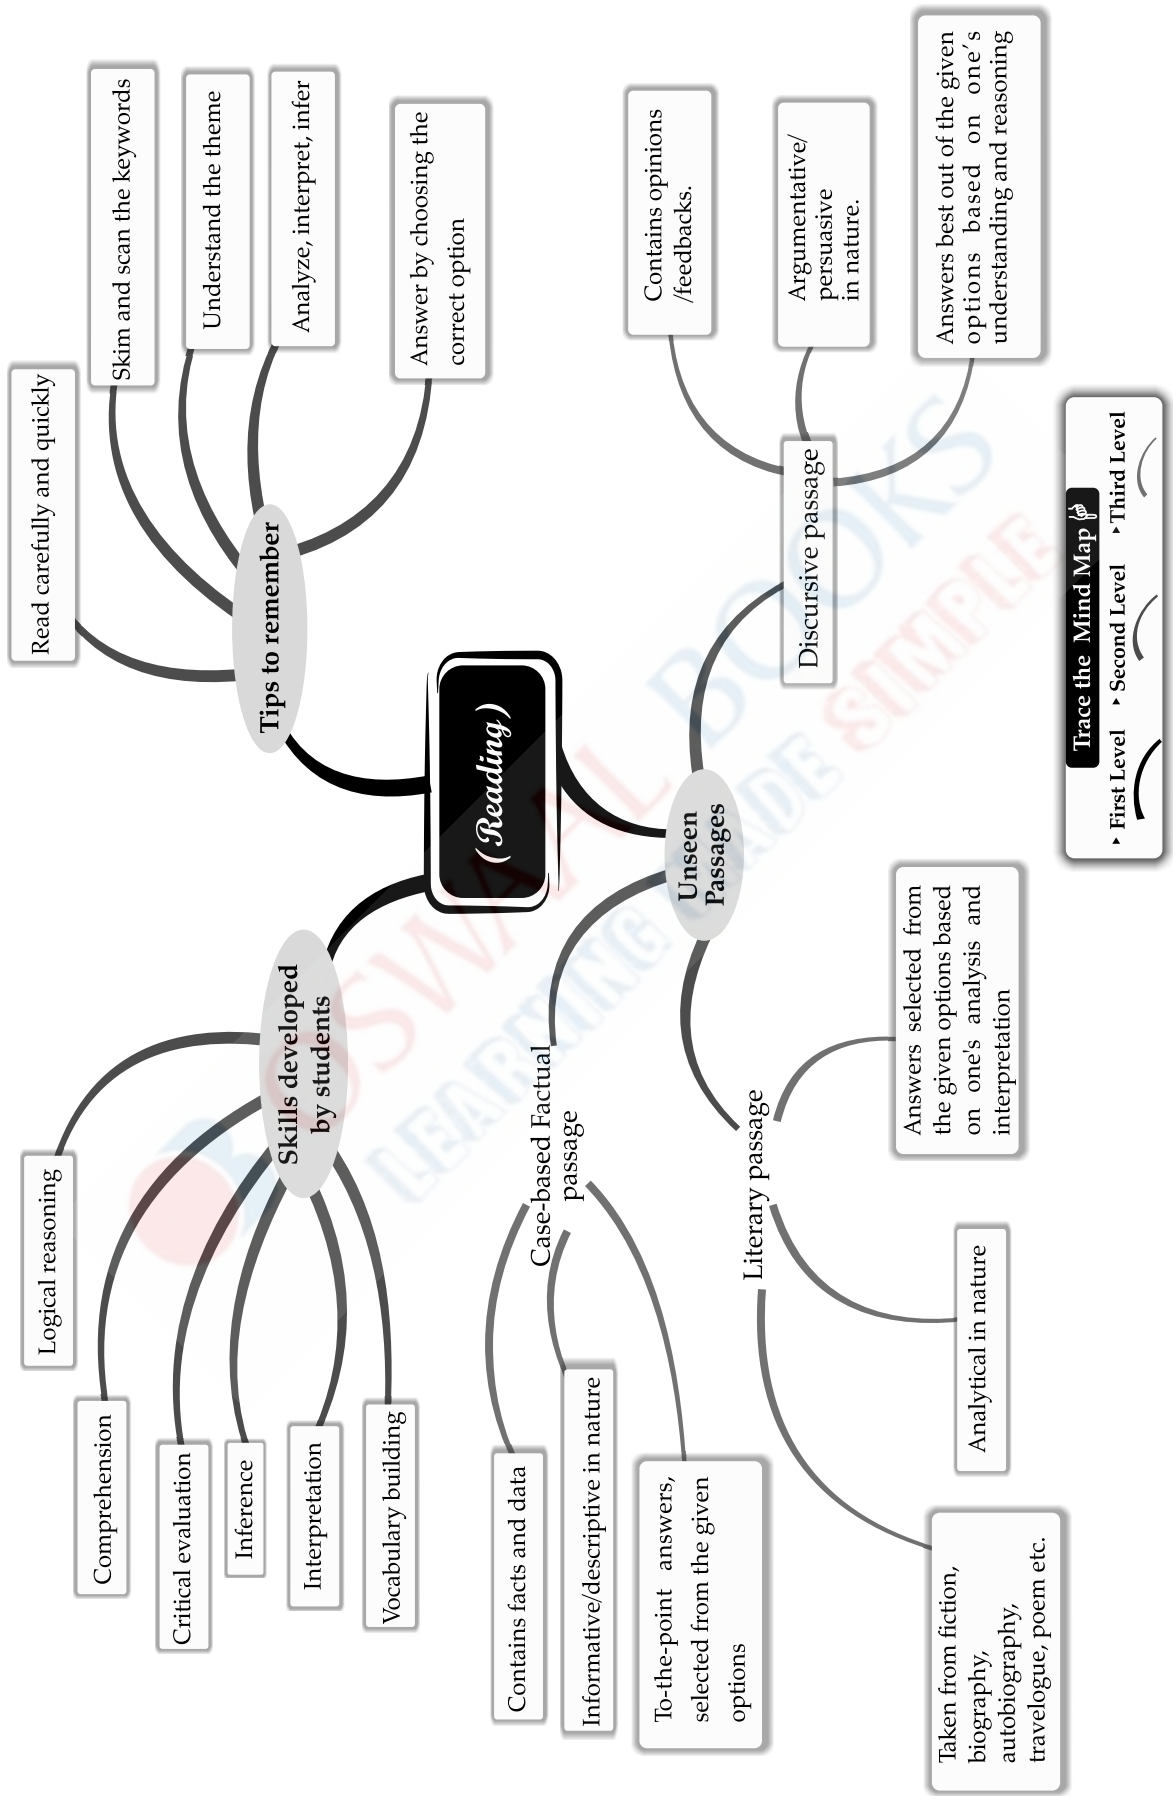 (Reading)
Tips to remember
Read carefully and quickly
Skim and scan the keywords
Understand the theme
Analyze, interpret, infer
Answer by choosing the
correct option
Skills developed
by students
Logical reasoning
Comprehension
Critical evaluation
Inference
Interpretation
Vocabulary building
Unseen
Passages
Case-based Factual
passage
Contains facts and data
Informative/descriptive in nature
To-the-point answers,
selected from the given
options
Literary passage
Taken from fiction,
biography,
autobiography,
travelogue, poem etc.
Analytical in nature
Answers selected from
the given options based
on one's analysis and
interpretation
Discursive passage
Contains opinions
/feedbacks.
Argumentative/
persuasive
in nature.
Answers best out of the given
options based on one's
understanding and reasoning
Trace the Mind Map
▸ First Level ▸ Second Level ▸ Third Level
OSWAAL BOOKS
LEARNING MADE SIMPLE